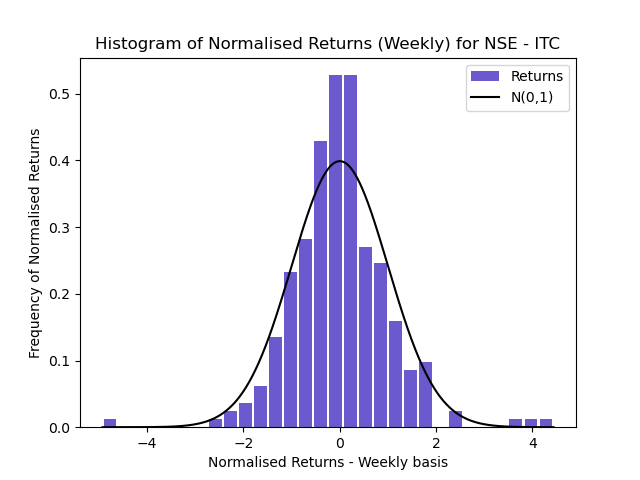 Histogram of Normalised Returns (Weekly) for NSE - ITC
Returns
N(0,1)
Frequency of Normalised Returns
0.5
0.4
0.3
0.2
0.1
0.0
−4
−2
0
2
4
Normalised Returns - Weekly basis